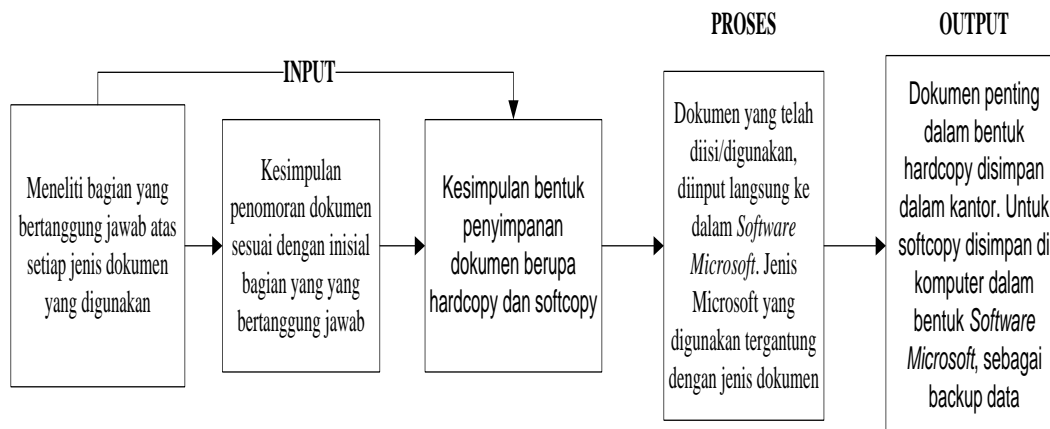 PROSES
OUTPUT
INPUT
Meneliti bagian yang
bertanggung jawab atas
setiap jenis dokumen
yang digunakan
Kesimpulan
penomoran dokumen
sesuai dengan inisial
bagian yang yang
bertanggung jawab
Kesimpulan bentuk
penyimpanan
dokumen berupa
hardcopy dan softcopy
Dokumen yang telah
diisi/digunakan,
diinput langsung ke
dalam Software
Microsoft. Jenis
Microsoft yang
digunakan tergantung
dengan jenis dokumen
Dokumen penting
dalam bentuk
hardcopy disimpan
dalam kantor. Untuk
softcopy disimpan di
komputer dalam
bentuk Software
Microsoft, sebagai
backup data